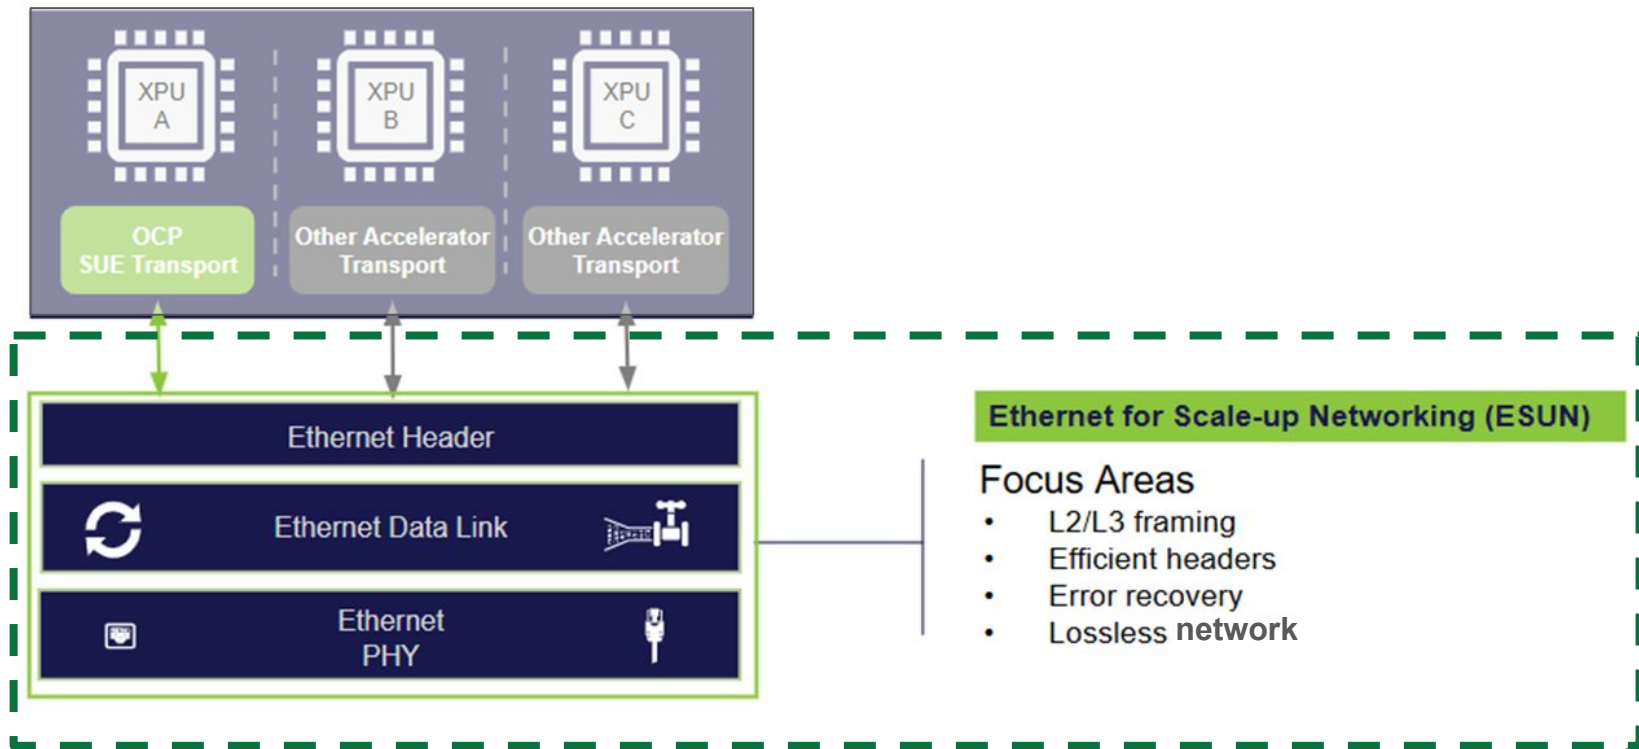 XPU
A
XPU
B
XPU
C
OCP
SUE Transport
Other Accelerator
Transport
Other Accelerator
Transport
Ethernet Header
Ethernet Data Link
Ethernet
PHY
Ethernet for Scale-up Networking (ESUN)
Focus Areas
• L2/L3 framing
• Efficient headers
• Error recovery
• Lossless network